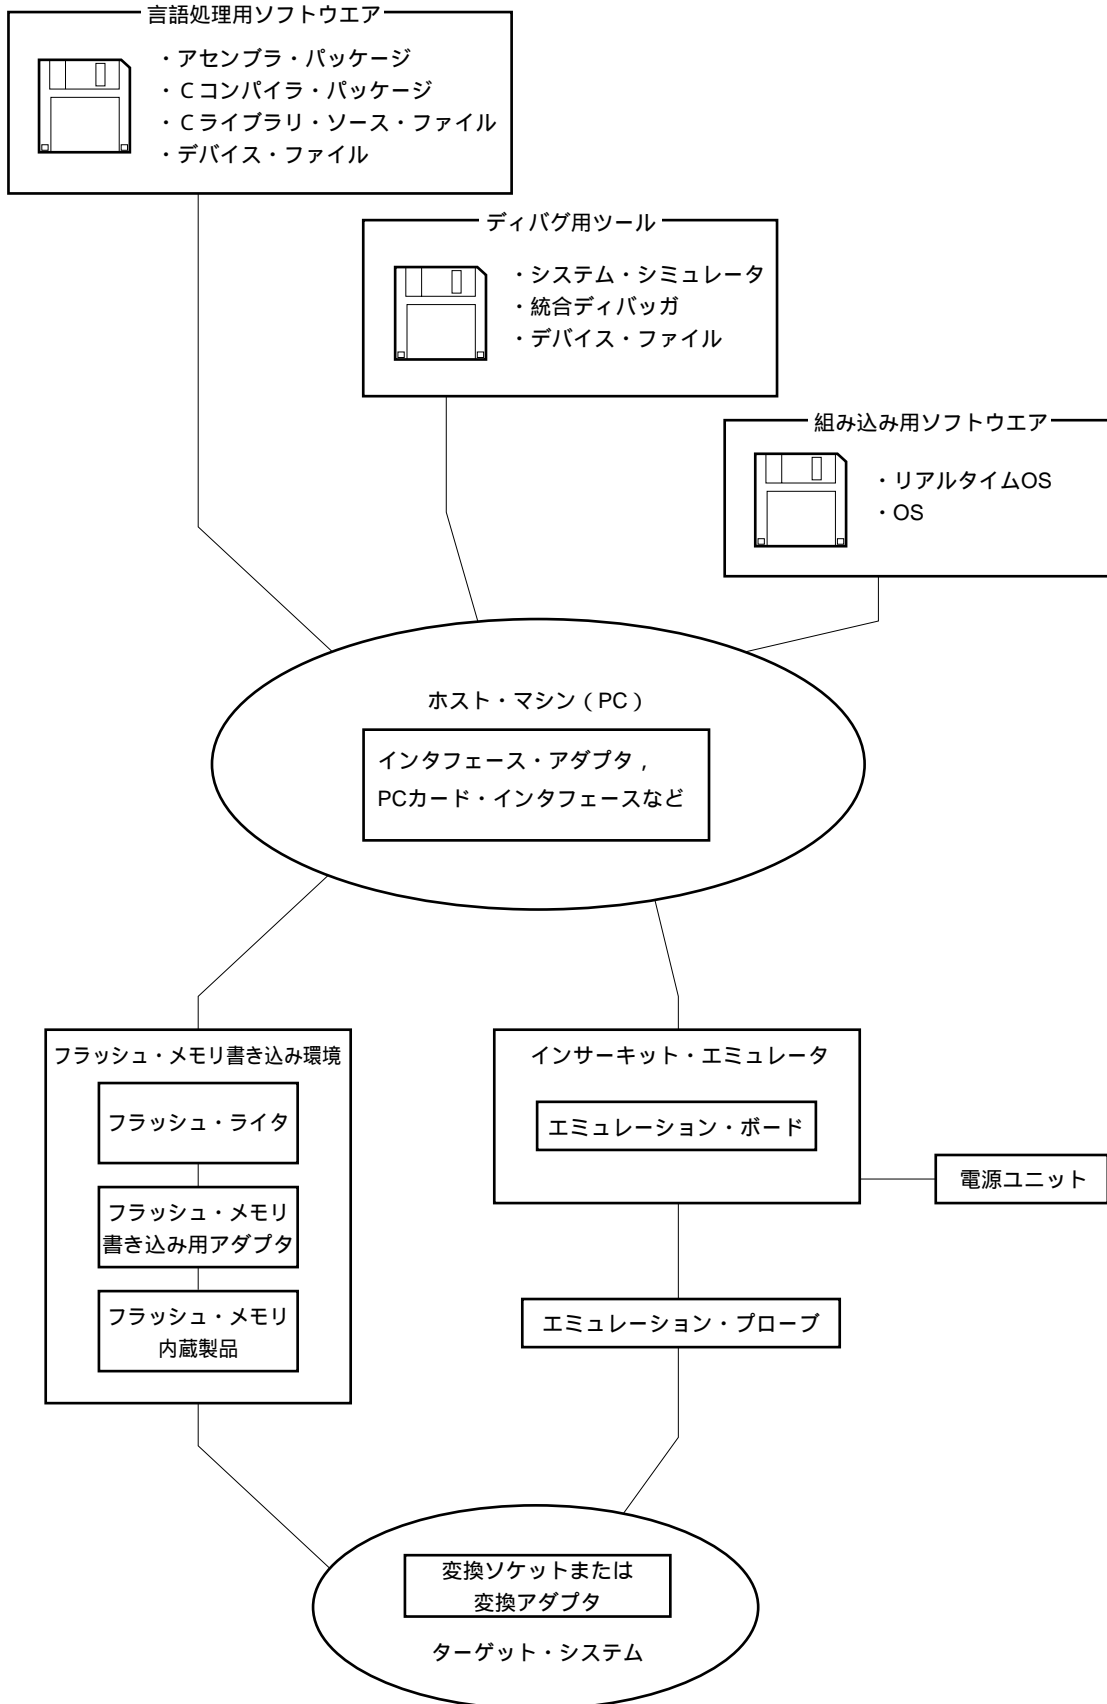 言語処理用ソフトウエア
・アセンブラ・パッケージ
・Cコンパイラ・パッケージ
・Cライブラリ・ソース・ファイル
・デバイス・ファイル
ディバグ用ツール
・システム・シミュレータ
・統合ディバッガ
・デバイス・ファイル
組み込み用ソフトウエア
・リアルタイムOS
・OS
ホスト・マシン(PC)
インタフェース・アダプタ,
PCカード・インタフェースなど
フラッシュ・メモリ書き込み環境
フラッシュ・ライタ
フラッシュ・メモリ
書き込み用アダプタ
フラッシュ・メモリ
内蔵製品
インサーキット・エミュレータ
エミュレーション・ボード
電源ユニット
エミュレーション・プローブ
変換ソケットまたは
変換アダプタ
ターゲット・システム